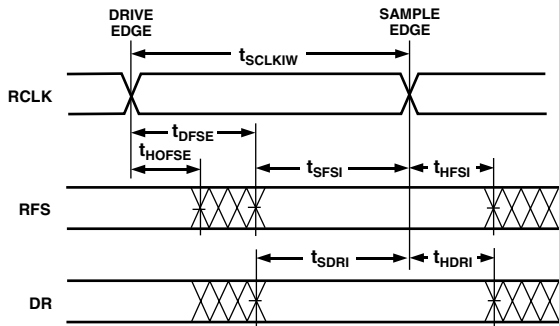 DRIVE
EDGE
SAMPLE
EDGE
tSCLKIW
RCLK
tDFSE
tHOFSE
tSFSI
tHFSI
RFS
tSDRI
tHDRI
DR